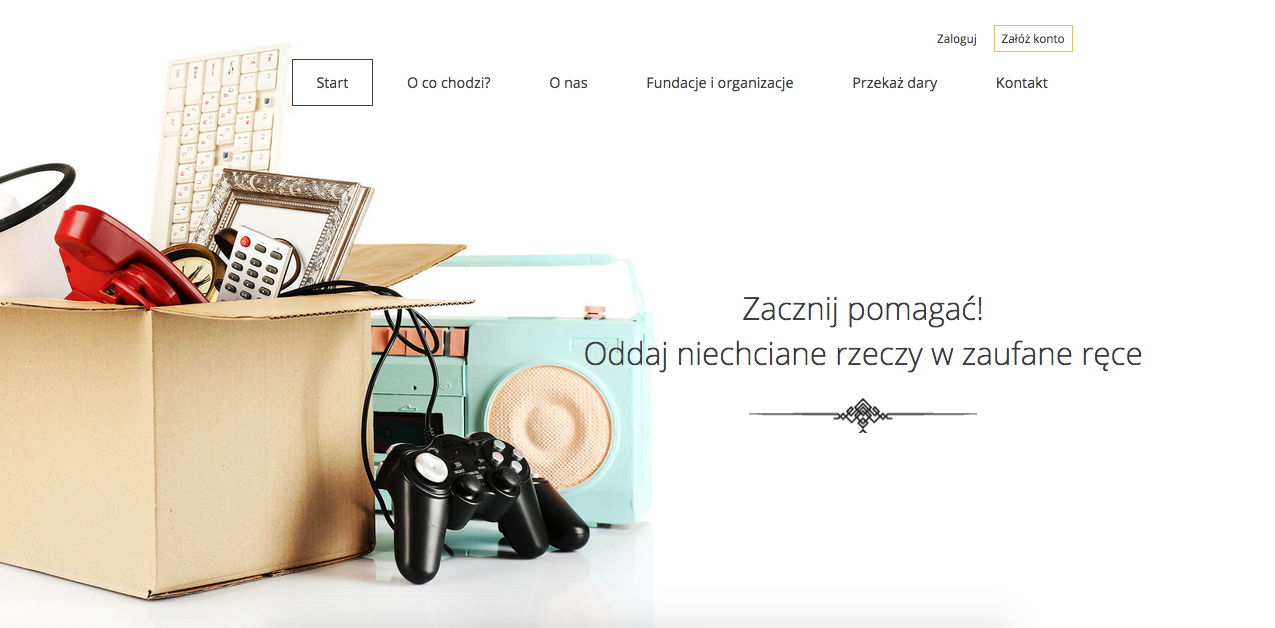 Zaloguj
Załóż konto
Start
O co chodzi?
O nas
Fundacje i organizacje
Przekaż dary
Kontakt
Zacznij pomagać!
Oddaj niechciane rzeczy w zaufane ręce